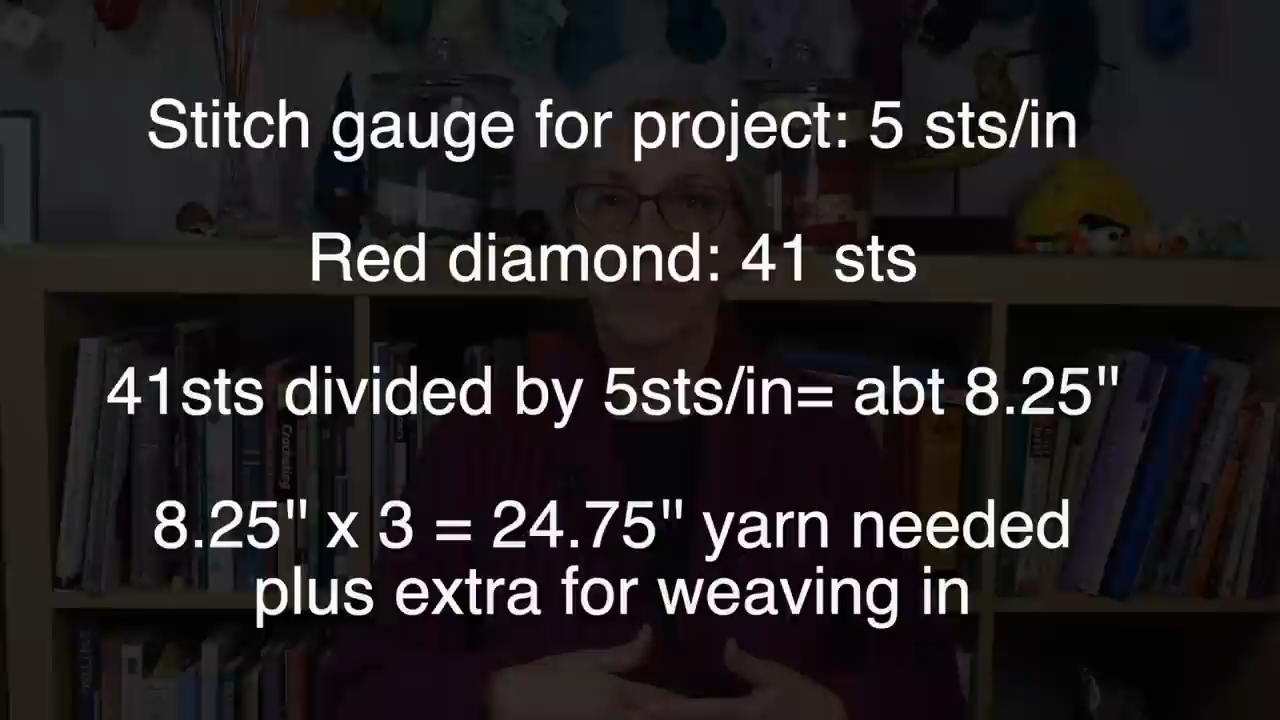 Stitch gauge for project: 5 sts/in
Red diamond: 41 sts
41sts divided by 5sts/in= abt 8.25"
8.25" x 3 = 24.75" yarn needed
plus extra for weaving in
Crocheting